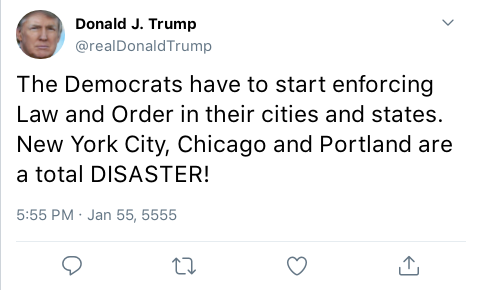 Donald J. Trump
@realDonaldTrump
The Democrats have to start enforcing
Law and Order in their cities and states.
New York City, Chicago and Portland are
a total DISASTER!
5:55 PM · Jan 55, 5555